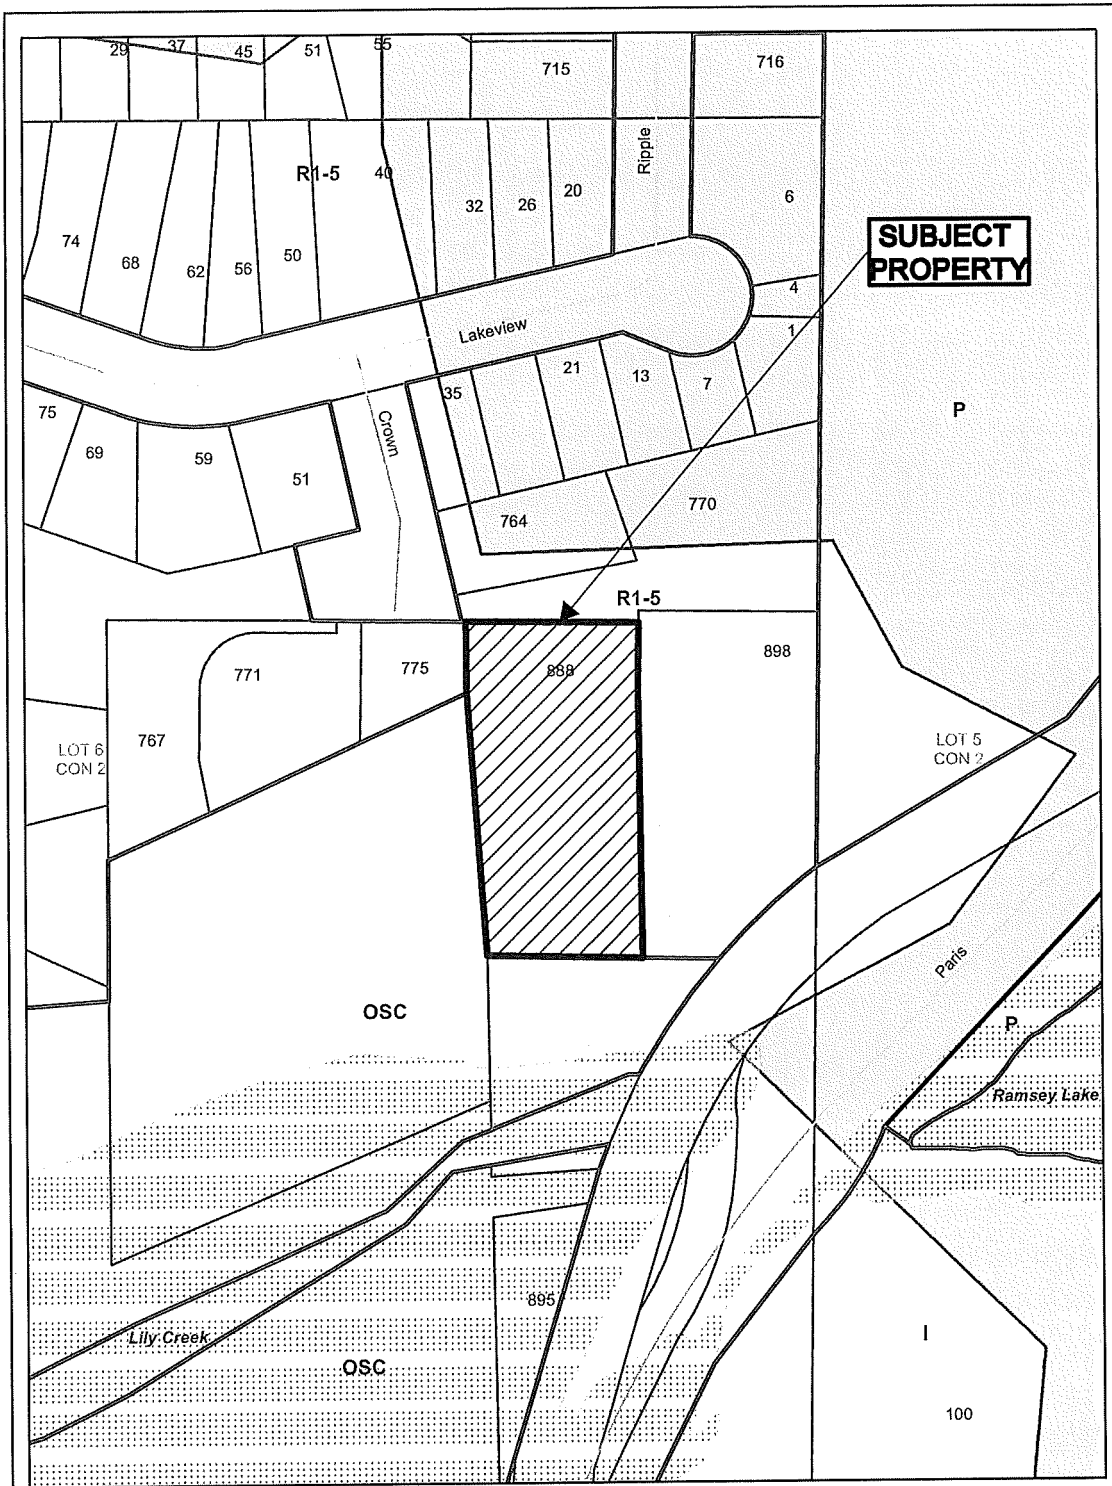 29
37
45
51
55
715
716
Ripple
R1-5
40
32
26
20
6
74
68
62
56
50
SUBJECT
PROPERTY
4
Lakeview
1
21
13
7
35
75
Crown
P
69
59
51
764
770
R1-5
888
898
771
775
767
LOT 6
CON 2
LOT 5
CON 2
Paris
OSC
P
Ramsey Lake
895
Lily Creek
I
OSC
100